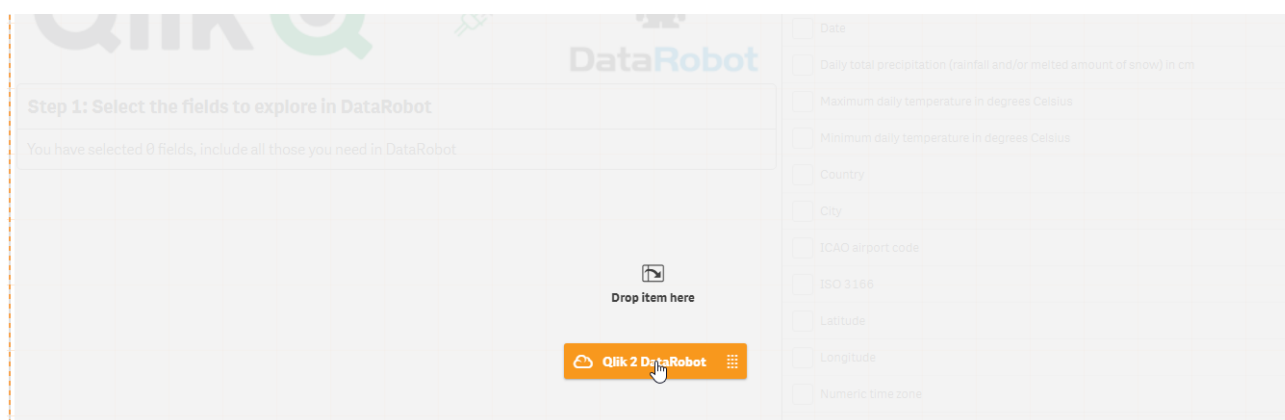 Qlik
DataRobot
Step 1: Select the fields to explore in DataRobot
You have selected 0 fields, include all those you need in DataRobot
Drop item here
Qlik 2 DataRobot
Date
Daily total precipitation (rainfall and/or melted amount of snow) in cm
Maximum daily temperature in degrees Celsius
Minimum daily temperature in degrees Celsius
Country
City
ICAO airport code
ISO 3166
Latitude
Longitude
Numeric time zone